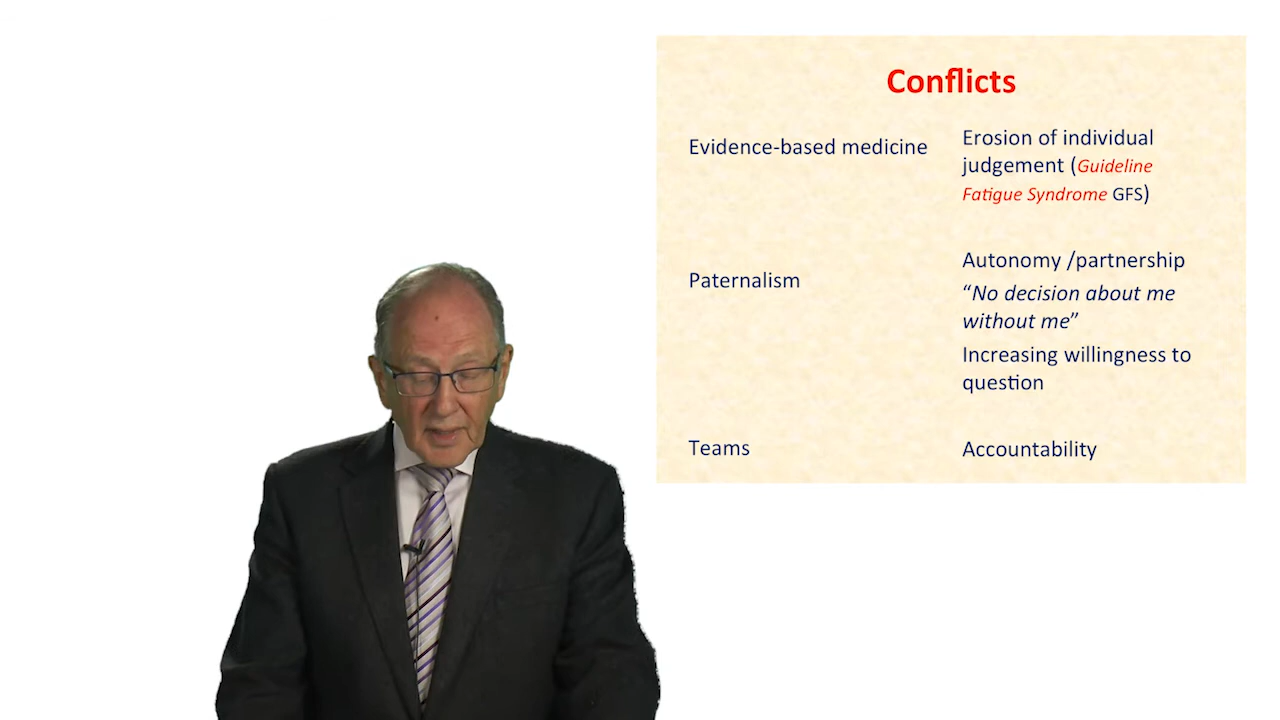 Conflicts
Evidence-based medicine
Erosion of individual
judgement (Guideline
Fatigue Syndrome GFS)
Paternalism
Autonomy /partnership
“No decision about me
without me”
Increasing willingness to
question
Teams
Accountability